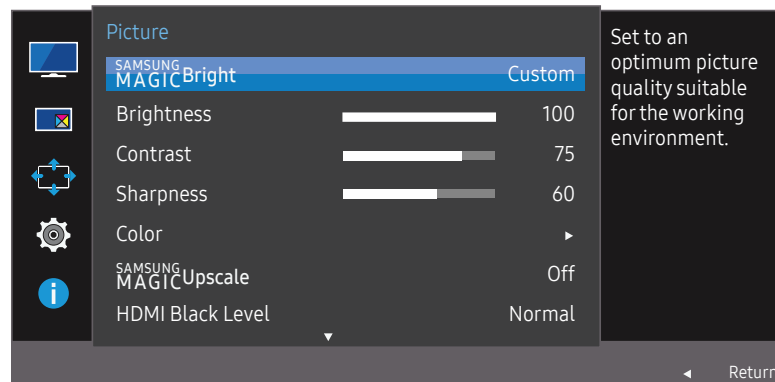 Picture
SAMSUNG
MAGICBright Custom
Brightness 100
Contrast 75
Sharpness 60
Color
SAMSUNG
MAGICUpscale Off
HDMI Black Level Normal
Set to an
optimum picture
quality suitable
for the working
environment.
Return